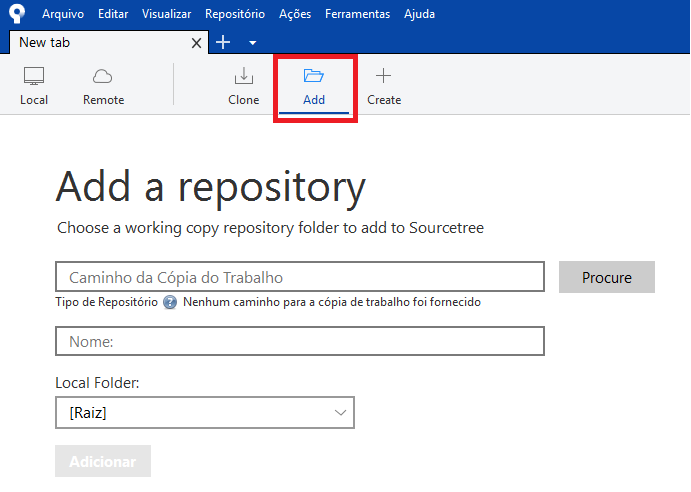 Arquivo Editar Visualizar Repositório Ações Ferramentas Ajuda
New tab
Local Remote Clone Add Create
Add a repository
Choose a working copy repository folder to add to Sourcetree
Caminho da Cópia do Trabalho Procure
Tipo de Repositório ? Nenhum caminho para a cópia de trabalho foi fornecido
Nome:
Local Folder:
[Raiz]
Adicionar